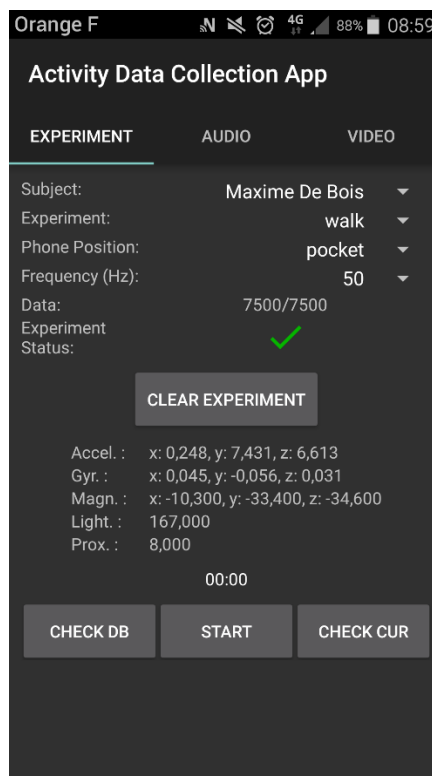 Orange F 4G 88% 08:59
Activity Data Collection App
EXPERIMENT AUDIO VIDEO
Subject: Maxime De Bois
Experiment: walk
Phone Position: pocket
Frequency (Hz): 50
Data: 7500/7500
Experiment
Status:
CLEAR EXPERIMENT
Accel. : x: 0,248, y: 7,431, z: 6,613
Gyr. : x: 0,045, y: -0,056, z: 0,031
Magn. : x: -10,300, y: -33,400, z: -34,600
Light. : 167,000
Prox. : 8,000
00:00
CHECK DB START CHECK CUR